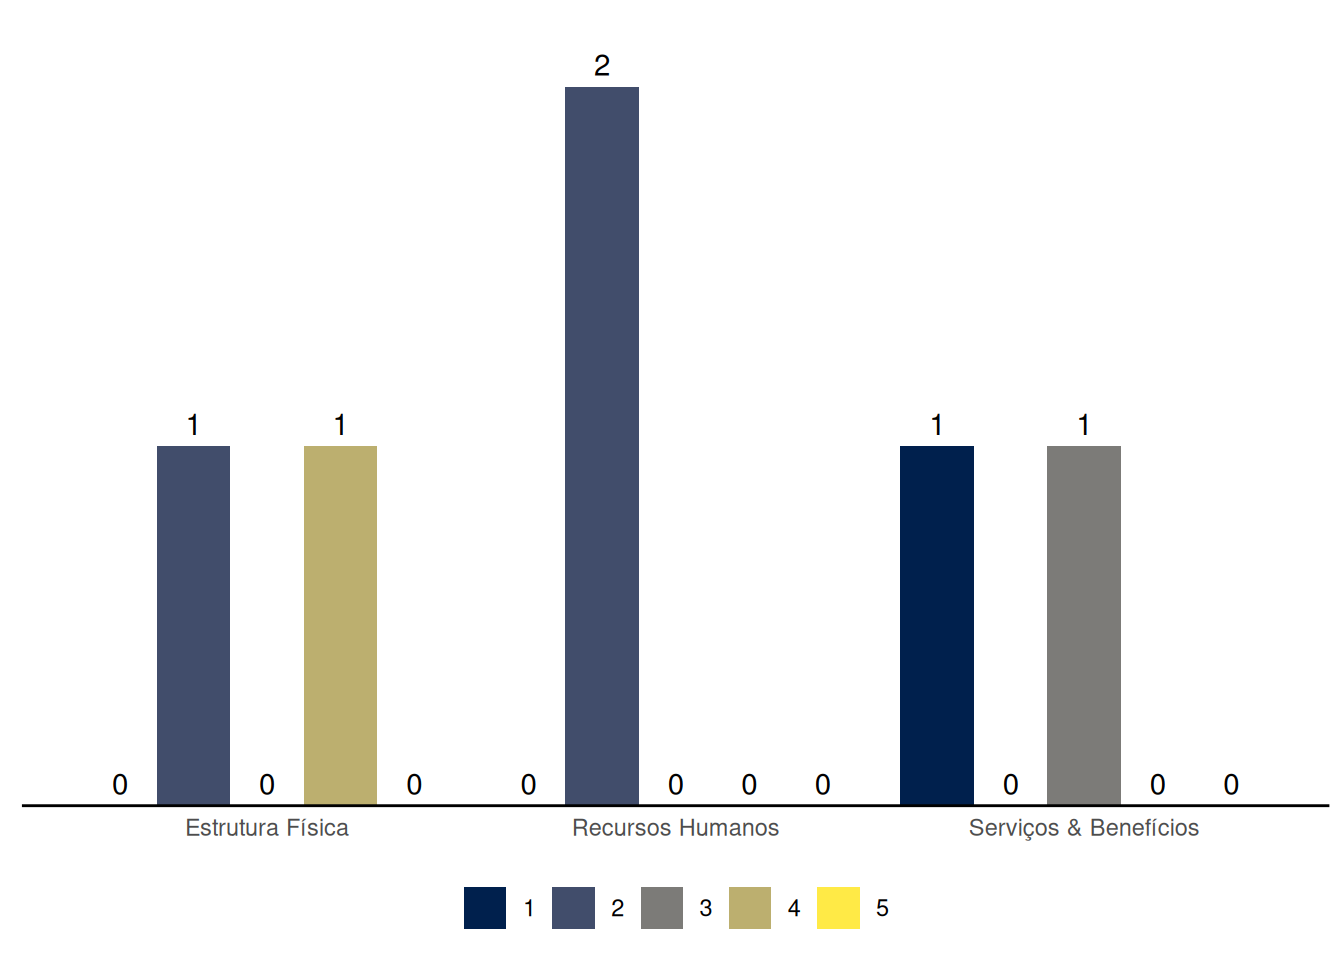 2
1 1 1 1
0 0 0 0 0 0 0 0 0 0
Estrutura Física Recursos Humanos Serviços & Benefícios
1 2 3 4 5